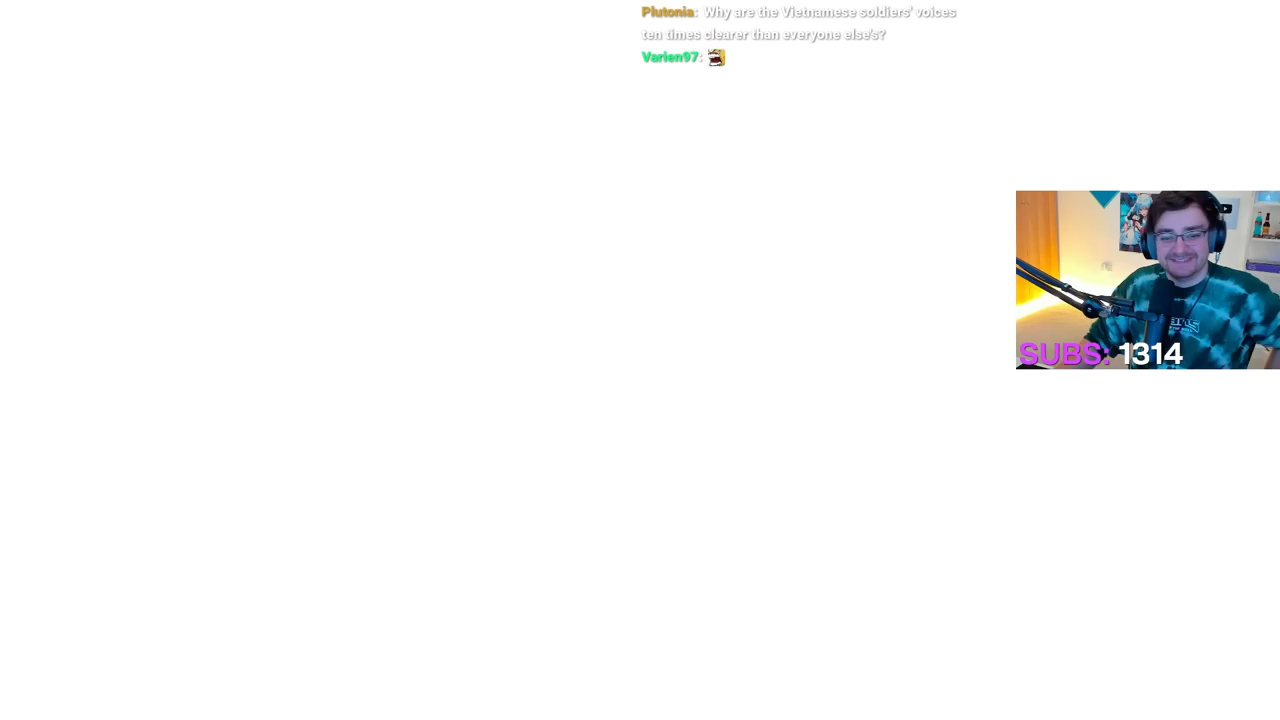 Plutonia: Why are the Vietnamese soldiers' voices
ten times clearer than everyone else's?
Varien97:
SUBS: 1314